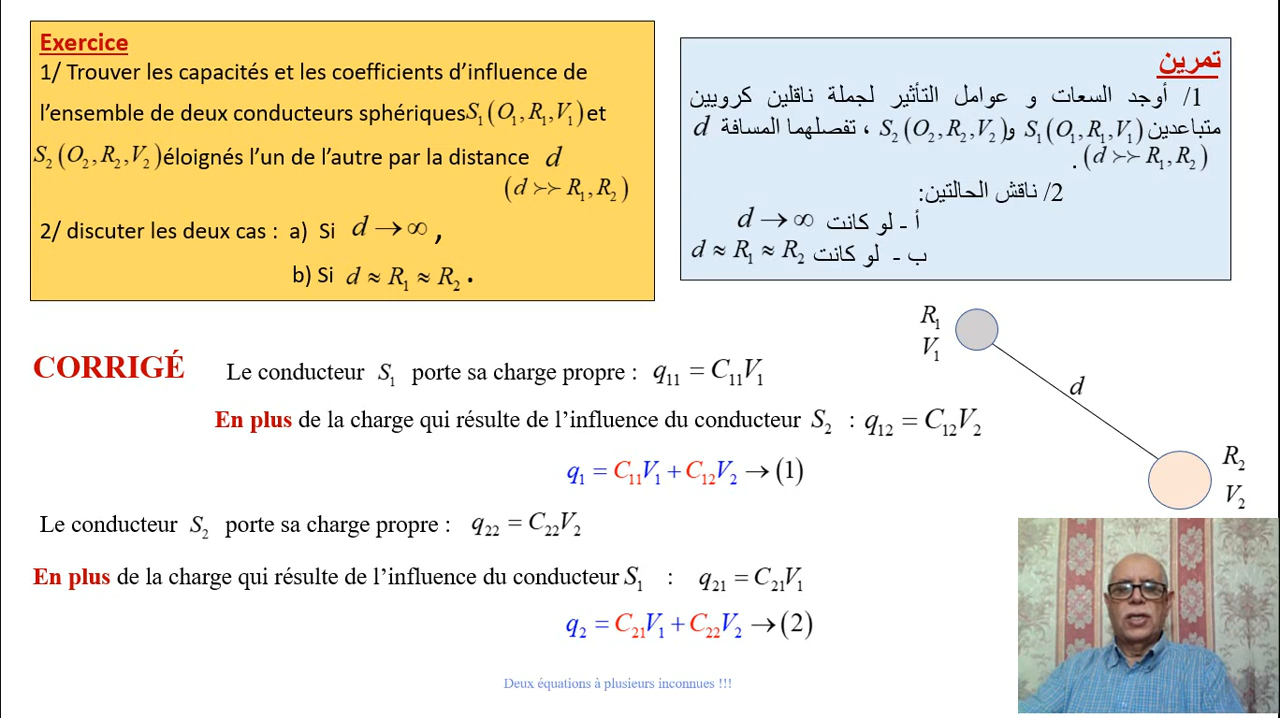 Exercice
1/ Trouver les capacités et les coefficients d'influence de
l'ensemble de deux conducteurs sphériques S₁(O₁,R₁,V₁) et
S₂(O₂,R₂,V₂) éloignés l'un de l'autre par la distance d
(d ≻≻ R₁,R₂)
2/ discuter les deux cas : a) Si d → ∞ ,
b) Si d ≈ R₁ ≈ R₂ .
تمرين
1/ أوجد السعات و عوامل التأثير لجملة ناقلين كرويين
متباعدين S₁(O₁,R₁,V₁) و S₂(O₂,R₂,V₂) ، تفصلهما المسافة d
(d ≻≻ R₁,R₂) .
2/ ناقش الحالتين:
أ - لو كانت d → ∞
ب - لو كانت d ≈ R₁ ≈ R₂
R₁
V₁
d
R₂
V₂
CORRIGÉ
Le conducteur S₁ porte sa charge propre : q₁₁ = C₁₁V₁
En plus de la charge qui résulte de l'influence du conducteur S₂ : q₁₂ = C₁₂V₂
q₁ = C₁₁V₁ + C₁₂V₂ → (1)
Le conducteur S₂ porte sa charge propre : q₂₂ = C₂₂V₂
En plus de la charge qui résulte de l'influence du conducteur S₁ : q₂₁ = C₂₁V₁
q₂ = C₂₁V₁ + C₂₂V₂ → (2)
Deux équations à plusieurs inconnues !!!